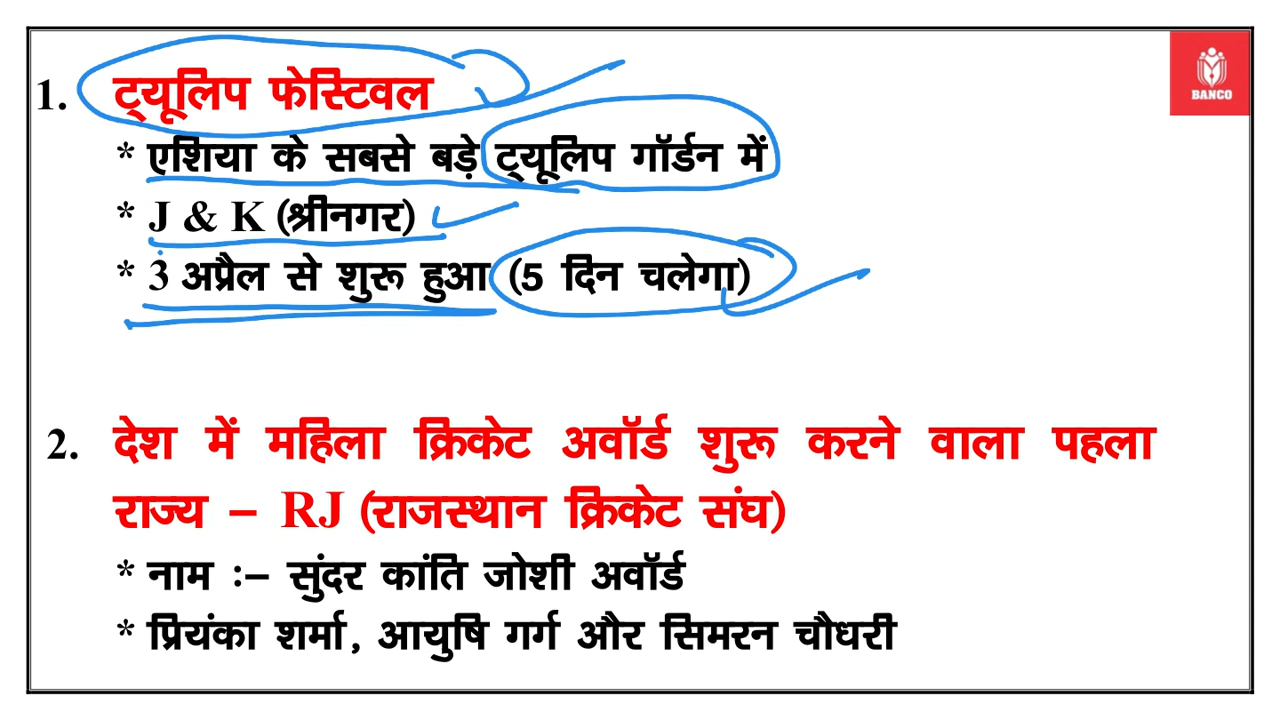 BANCO
1. ट्यूलिप फेस्टिवल
* एशिया के सबसे बड़े ट्यूलिप गॉर्डन में
* J & K (श्रीनगर)
* 3 अप्रैल से शुरू हुआ (5 दिन चलेगा)
2. देश में महिला क्रिकेट अवॉर्ड शुरू करने वाला पहला
राज्य – RJ (राजस्थान क्रिकेट संघ)
* नाम :– सुंदर कांति जोशी अवॉर्ड
* प्रियंका शर्मा, आयुषि गर्ग और सिमरन चौधरी